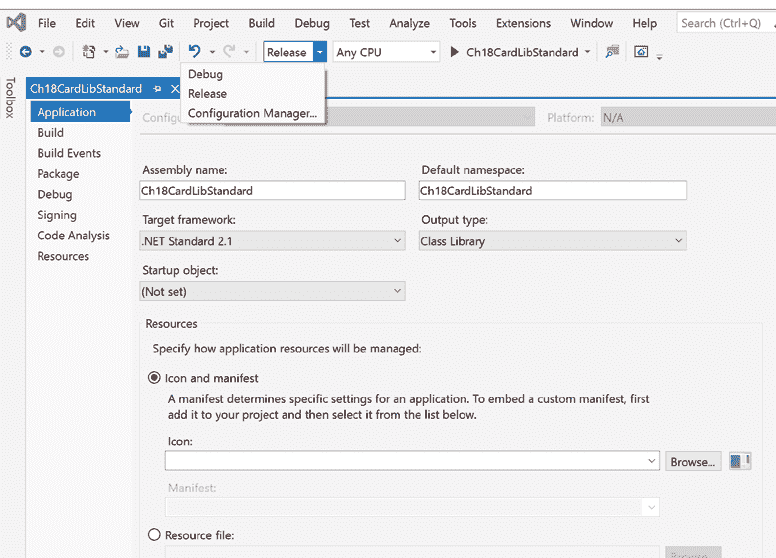 File Edit View Git Project Build Debug Test Analyze Tools Extensions Window Help Search (Ctrl+Q)
Release Any CPU Ch18CardLibStandard
Debug
Release
Configuration Manager...
Toolbox
Ch18CardLibStandard
Application
Build
Build Events
Package
Debug
Signing
Code Analysis
Resources
Platform: N/A
Assembly name: Default namespace:
Ch18CardLibStandard Ch18CardLibStandard
Target framework: Output type:
.NET Standard 2.1 Class Library
Startup object:
(Not set)
Resources
Specify how application resources will be managed:
Icon and manifest
A manifest determines specific settings for an application. To embed a custom manifest, first
add it to your project and then select it from the list below.
Icon:
Browse...
Manifest:
Resource file: